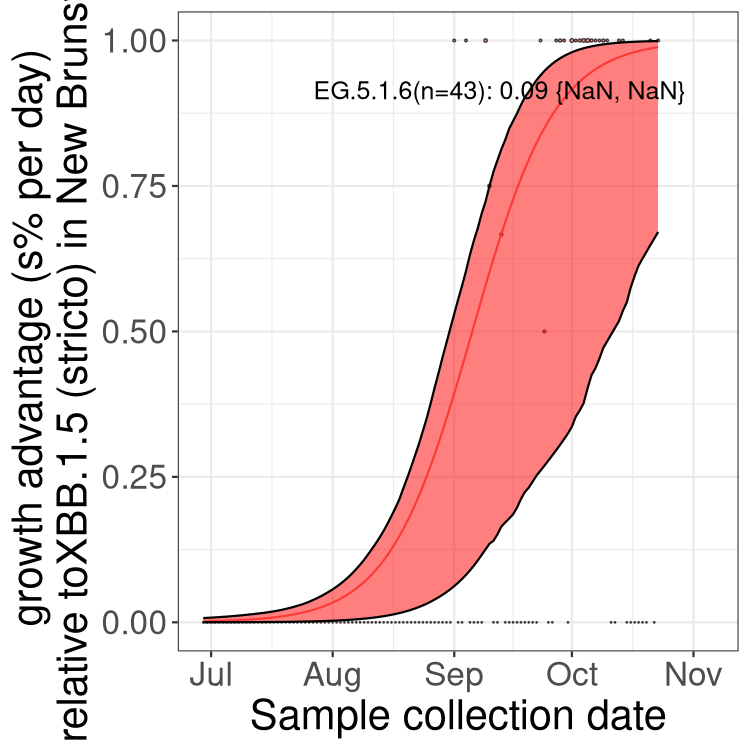 growth advantage (s% per day)
relative toXBB.1.5 (stricto) in New Bruns
1.00
0.75
0.50
0.25
0.00
EG.5.1.6(n=43): 0.09 {NaN, NaN}
Jul Aug Sep Oct Nov
Sample collection date